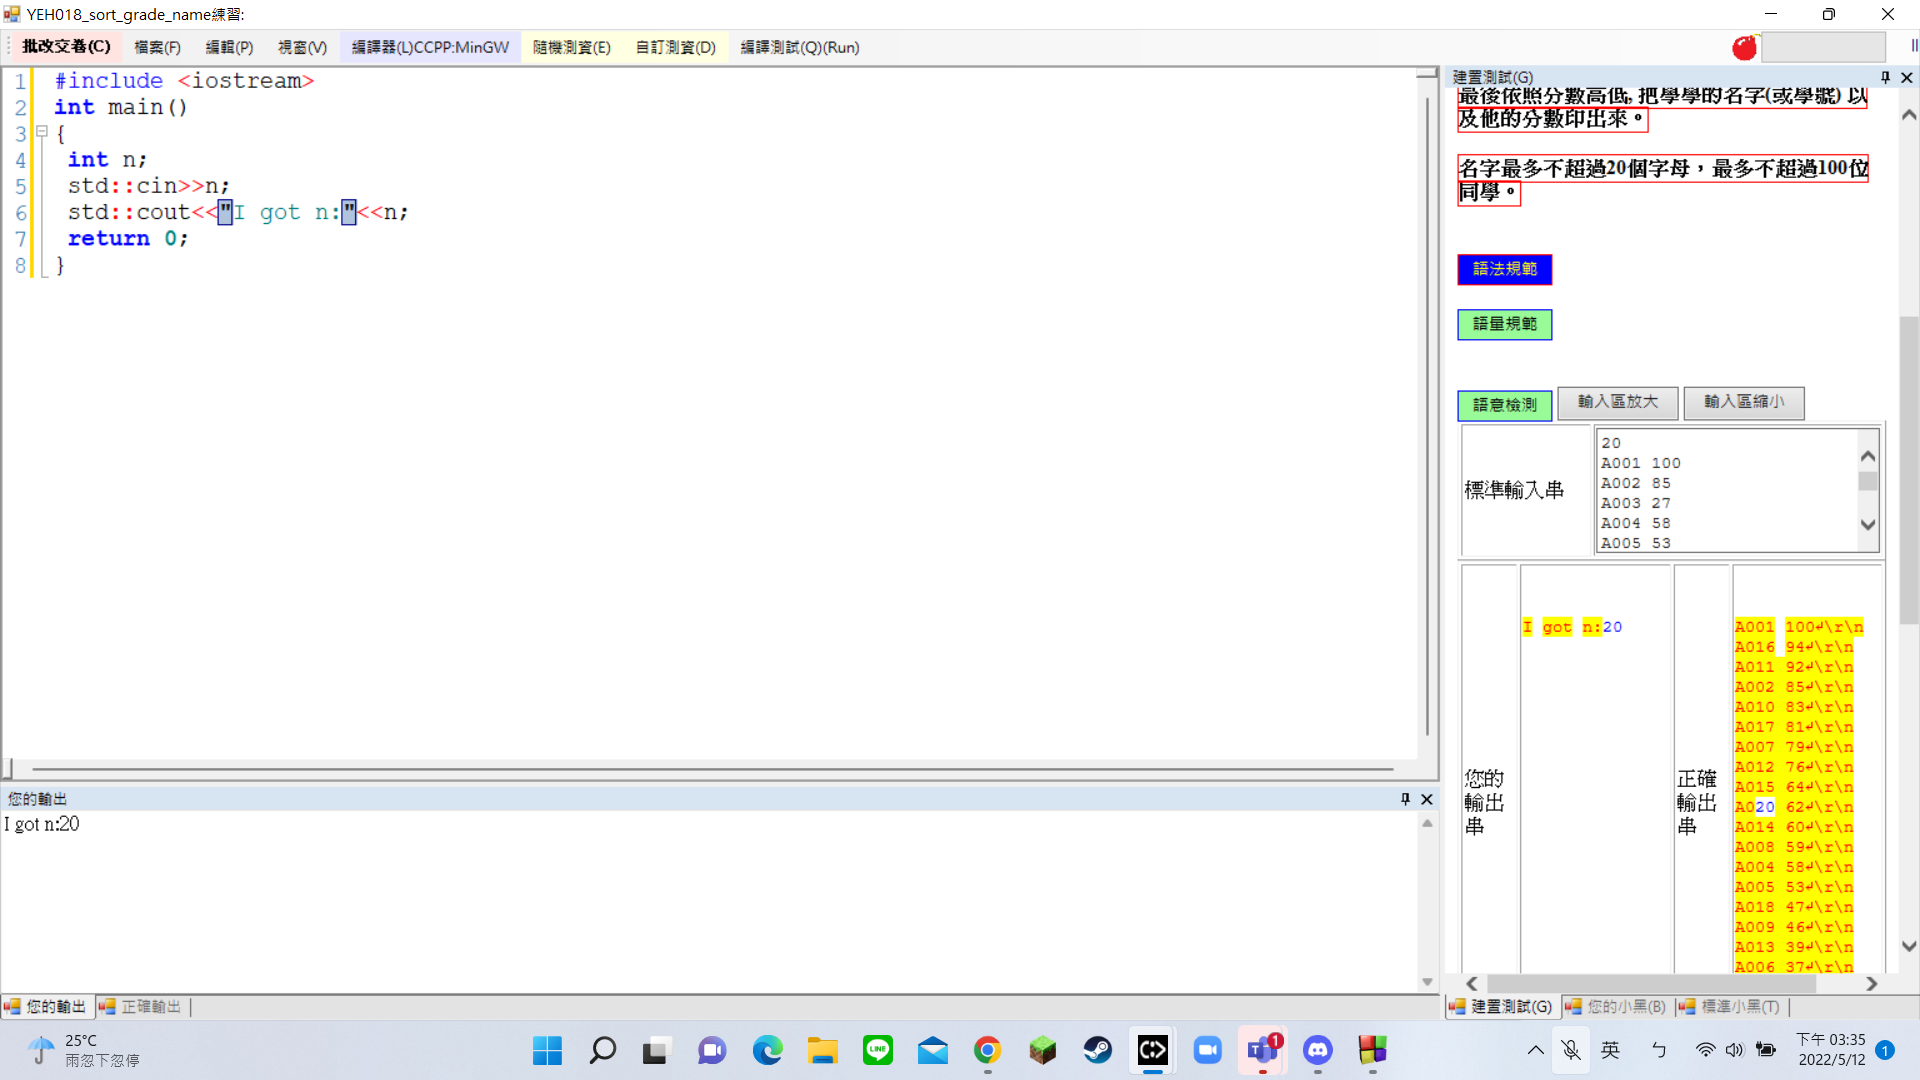 YEH018_sort_grade_name練習:
批改交卷(C) 檔案(F) 編輯(P) 視窗(V) 編譯器(L)CCPP:MinGW 隨機測資(E) 自訂測資(D) 編譯測試(Q)(Run)
1 #include <iostream>
2 int main()
3 {
4 int n;
5 std::cin>>n;
6 std::cout<<"I got n:"<<n;
7 return 0;
8 }
您的輸出
I got n:20
您的輸出 正確輸出
建置測試(G)
最後依照分數高低, 把學學的名字(或學號) 以
及他的分數印出來。
名字最多不超過20個字母，最多不超過100位
同學。
語法規範
語量規範
語意檢測 輸入區放大 輸入區縮小
標準輸入串
20
A001 100
A002 85
A003 27
A004 58
A005 53
您的
輸出
串
I got n:20
正確
輸出
串
A001 100↲\r\n
A016 94↲\r\n
A011 92↲\r\n
A002 85↲\r\n
A010 83↲\r\n
A017 81↲\r\n
A007 79↲\r\n
A012 76↲\r\n
A015 64↲\r\n
A020 62↲\r\n
A014 60↲\r\n
A008 59↲\r\n
A004 58↲\r\n
A005 53↲\r\n
A018 47↲\r\n
A009 46↲\r\n
A013 39↲\r\n
A006 37↲\r\n
建置測試(G) 您的小黑(B) 標準小黑(T)
25°C
雨忽下忽停
LINE
1
英
ㄅ
下午 03:35
2022/5/12
1